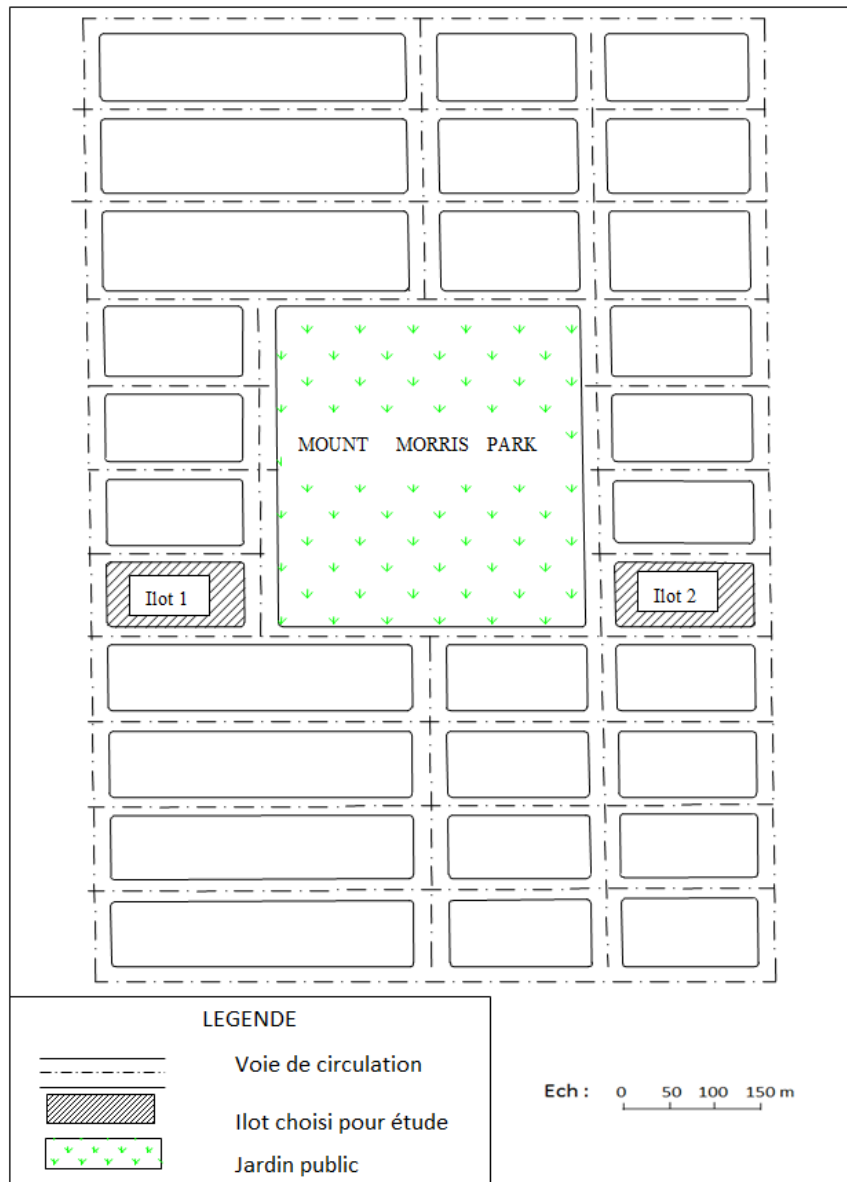 MOUNT MORRIS PARK
Ilot 1
Ilot 2
LEGENDE
Voie de circulation
Ilot choisi pour étude
Jardin public
Ech : 0 50 100 150 m